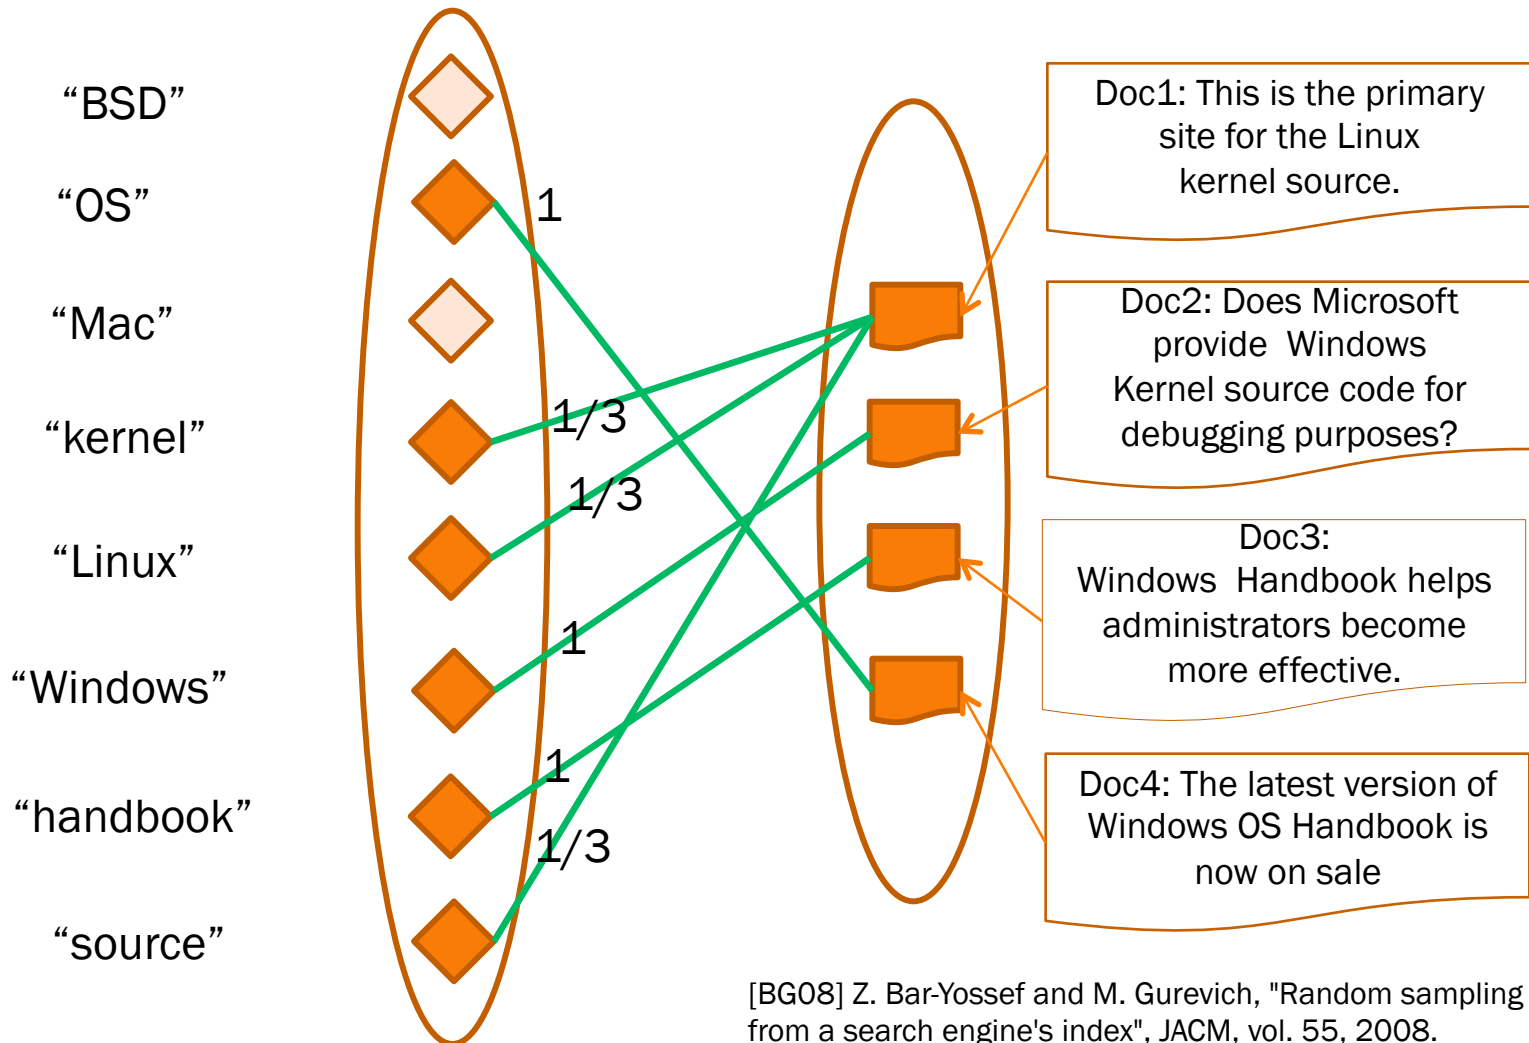 “BSD”
“OS”
“Mac”
“kernel”
“Linux”
“Windows”
“handbook”
“source”
1
1/3
1/3
1
1
1/3
Doc1: This is the primary
site for the Linux
kernel source.
Doc2: Does Microsoft
provide Windows
Kernel source code for
debugging purposes?
Doc3:
Windows Handbook helps
administrators become
more effective.
Doc4: The latest version of
Windows OS Handbook is
now on sale
[BG08] Z. Bar-Yossef and M. Gurevich, "Random sampling
from a search engine's index", JACM, vol. 55, 2008.